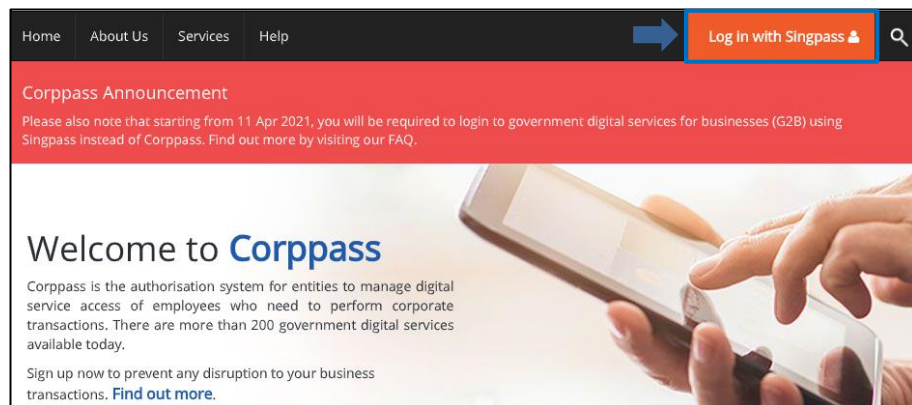 Home About Us Services Help Log in with Singpass
Corppass Announcement
Please also note that starting from 11 Apr 2021, you will be required to login to government digital services for businesses (G2B) using
Singpass instead of Corppass. Find out more by visiting our FAQ.
Welcome to Corppass
Corppass is the authorisation system for entities to manage digital
service access of employees who need to perform corporate
transactions. There are more than 200 government digital services
available today.
Sign up now to prevent any disruption to your business
transactions. Find out more.